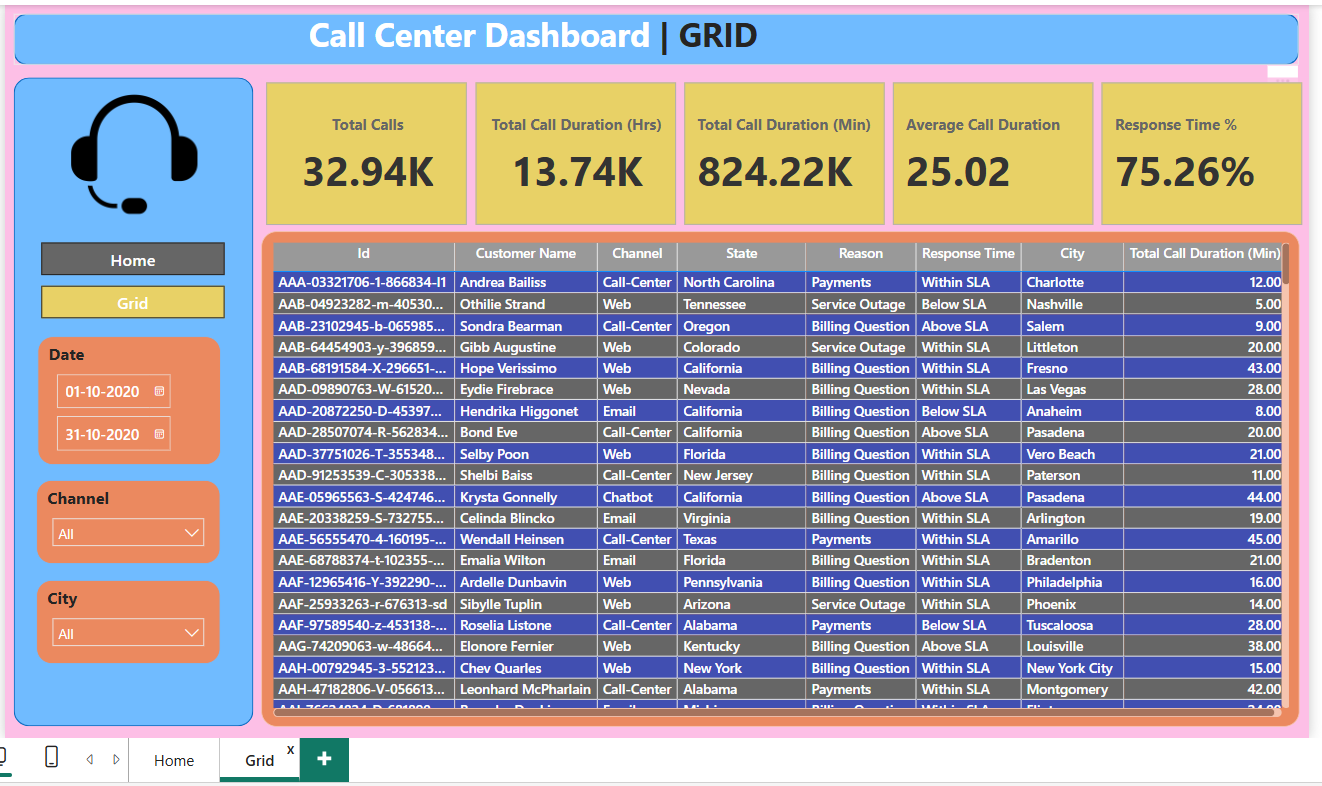 Call Center Dashboard | GRID
Total Calls
32.94K
Total Call Duration (Hrs)
13.74K
Total Call Duration (Min)
824.22K
Average Call Duration
25.02
Response Time %
75.26%
Home
Grid
Date
01-10-2020
31-10-2020
Channel
All
City
All
Id Customer Name Channel State Reason Response Time City Total Call Duration (Min)
AAA-03321706-1-866834-I1 Andrea Bailiss Call-Center North Carolina Payments Within SLA Charlotte 12.00
AAB-04923282-m-40530... Othilie Strand Web Tennessee Service Outage Below SLA Nashville 5.00
AAB-23102945-b-065985... Sondra Bearman Call-Center Oregon Billing Question Above SLA Salem 9.00
AAB-64454903-y-396859... Gibb Augustine Web Colorado Service Outage Within SLA Littleton 20.00
AAB-68191584-X-296651-... Hope Verissimo Web California Billing Question Within SLA Fresno 43.00
AAD-09890763-W-61520... Eydie Firebrace Web Nevada Billing Question Within SLA Las Vegas 28.00
AAD-20872250-D-45397... Hendrika Higgonet Email California Billing Question Below SLA Anaheim 8.00
AAD-28507074-R-562834... Bond Eve Call-Center California Billing Question Above SLA Pasadena 20.00
AAD-37751026-T-355348... Selby Poon Web Florida Billing Question Within SLA Vero Beach 21.00
AAD-91253539-C-305338... Shelbi Baiss Call-Center New Jersey Billing Question Within SLA Paterson 11.00
AAE-05965563-S-424746... Krysta Gonnelly Chatbot California Billing Question Above SLA Pasadena 44.00
AAE-20338259-S-732755... Celinda Blincko Email Virginia Billing Question Within SLA Arlington 19.00
AAE-56555470-4-160195-... Wendall Heinsen Call-Center Texas Payments Within SLA Amarillo 45.00
AAE-68788374-t-102355-... Emalia Wilton Email Florida Billing Question Within SLA Bradenton 21.00
AAF-12965416-Y-392290-... Ardelle Dunbavin Web Pennsylvania Billing Question Within SLA Philadelphia 16.00
AAF-25933263-r-676313-sd Sibylle Tuplin Web Arizona Service Outage Within SLA Phoenix 14.00
AAF-97589540-z-453138-... Roselia Listone Call-Center Alabama Payments Below SLA Tuscaloosa 28.00
AAG-74209063-w-48664... Elonore Fernier Web Kentucky Billing Question Above SLA Louisville 38.00
AAH-00792945-3-552123... Chev Quarles Web New York Billing Question Within SLA New York City 15.00
AAH-47182806-V-056613... Leonhard McPharlain Call-Center Alabama Payments Within SLA Montgomery 42.00
Home
Grid
x
+